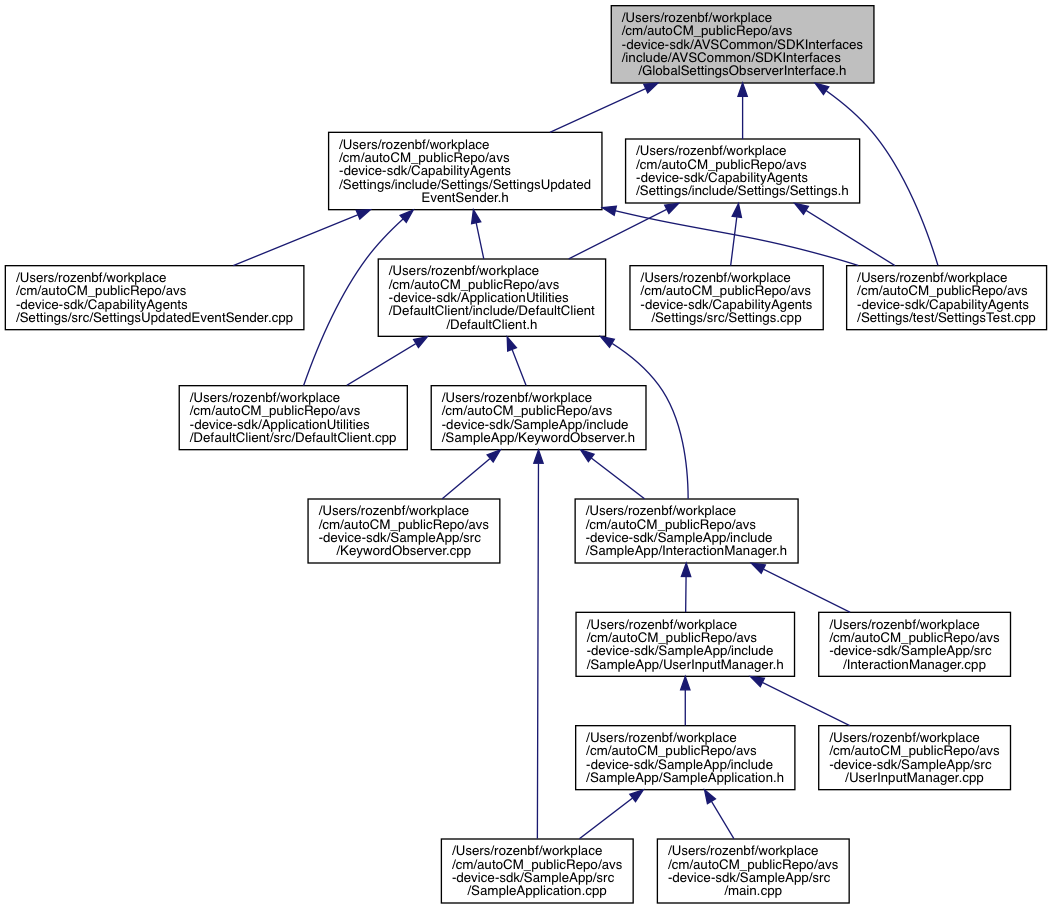 /Users/rozenbf/workplace
/cm/autoCM_publicRepo/avs
-device-sdk/AVSCommon/SDKInterfaces
/include/AVSCommon/SDKInterfaces
/GlobalSettingsObserverInterface.h
/Users/rozenbf/workplace
/cm/autoCM_publicRepo/avs
-device-sdk/CapabilityAgents
/Settings/include/Settings/SettingsUpdated
EventSender.h
/Users/rozenbf/workplace
/cm/autoCM_publicRepo/avs
-device-sdk/CapabilityAgents
/Settings/include/Settings/Settings.h
/Users/rozenbf/workplace
/cm/autoCM_publicRepo/avs
-device-sdk/CapabilityAgents
/Settings/src/SettingsUpdatedEventSender.cpp
/Users/rozenbf/workplace
/cm/autoCM_publicRepo/avs
-device-sdk/ApplicationUtilities
/DefaultClient/include/DefaultClient
/DefaultClient.h
/Users/rozenbf/workplace
/cm/autoCM_publicRepo/avs
-device-sdk/CapabilityAgents
/Settings/src/Settings.cpp
/Users/rozenbf/workplace
/cm/autoCM_publicRepo/avs
-device-sdk/CapabilityAgents
/Settings/test/SettingsTest.cpp
/Users/rozenbf/workplace
/cm/autoCM_publicRepo/avs
-device-sdk/ApplicationUtilities
/DefaultClient/src/DefaultClient.cpp
/Users/rozenbf/workplace
/cm/autoCM_publicRepo/avs
-device-sdk/SampleApp/include
/SampleApp/KeywordObserver.h
/Users/rozenbf/workplace
/cm/autoCM_publicRepo/avs
-device-sdk/SampleApp/src
/KeywordObserver.cpp
/Users/rozenbf/workplace
/cm/autoCM_publicRepo/avs
-device-sdk/SampleApp/include
/SampleApp/InteractionManager.h
/Users/rozenbf/workplace
/cm/autoCM_publicRepo/avs
-device-sdk/SampleApp/include
/SampleApp/UserInputManager.h
/Users/rozenbf/workplace
/cm/autoCM_publicRepo/avs
-device-sdk/SampleApp/src
/InteractionManager.cpp
/Users/rozenbf/workplace
/cm/autoCM_publicRepo/avs
-device-sdk/SampleApp/include
/SampleApp/SampleApplication.h
/Users/rozenbf/workplace
/cm/autoCM_publicRepo/avs
-device-sdk/SampleApp/src
/UserInputManager.cpp
/Users/rozenbf/workplace
/cm/autoCM_publicRepo/avs
-device-sdk/SampleApp/src
/SampleApplication.cpp
/Users/rozenbf/workplace
/cm/autoCM_publicRepo/avs
-device-sdk/SampleApp/src
/main.cpp